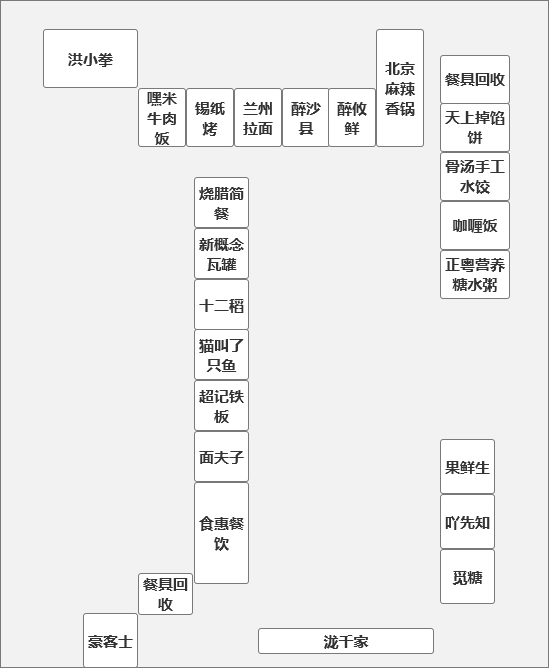 洪小拳
嘿米
牛肉
饭
锡纸
烤
兰州
拉面
醉沙
县
醉攸
鲜
北京
麻辣
香锅
餐具回收
天上掉馅
饼
骨汤手工
水饺
咖喱饭
正粤营养
糖水粥
烧腊简
餐
新概念
瓦罐
十二稻
猫叫了
只鱼
超记铁
板
面夫子
食惠餐
饮
餐具回
收
豪客士
泷千家
果鲜生
吖先知
觅糖